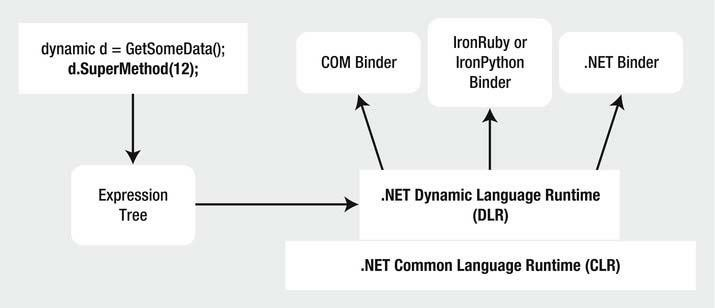 dynamic d = GetSomeData();
d.SuperMethod(12);
COM Binder
IronRuby or
IronPython
Binder
.NET Binder
Expression
Tree
.NET Dynamic Language Runtime
(DLR)
.NET Common Language Runtime (CLR)